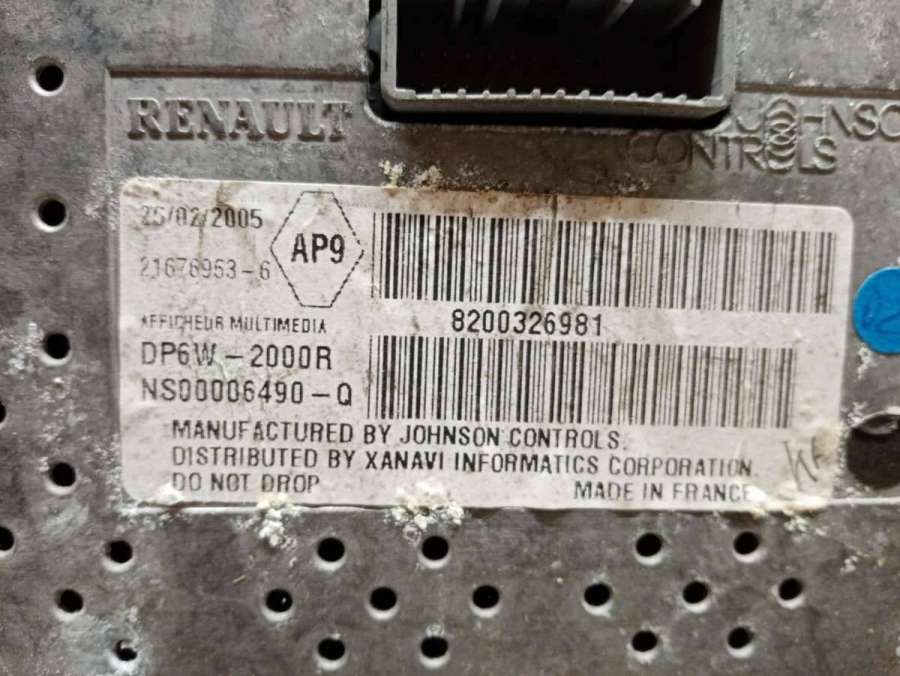 RENAULT
JOHNSON
CONTROLS
25/02/2005
AP9
21676953-6
AFFICHEUR MULTIMEDIA
8200326981
DP6W-2000R
NS00006490-Q
MANUFACTURED BY JOHNSON CONTROLS.
DISTRIBUTED BY XANAVI INFORMATICS CORPORATION.
DO NOT DROP
MADE IN FRANCE